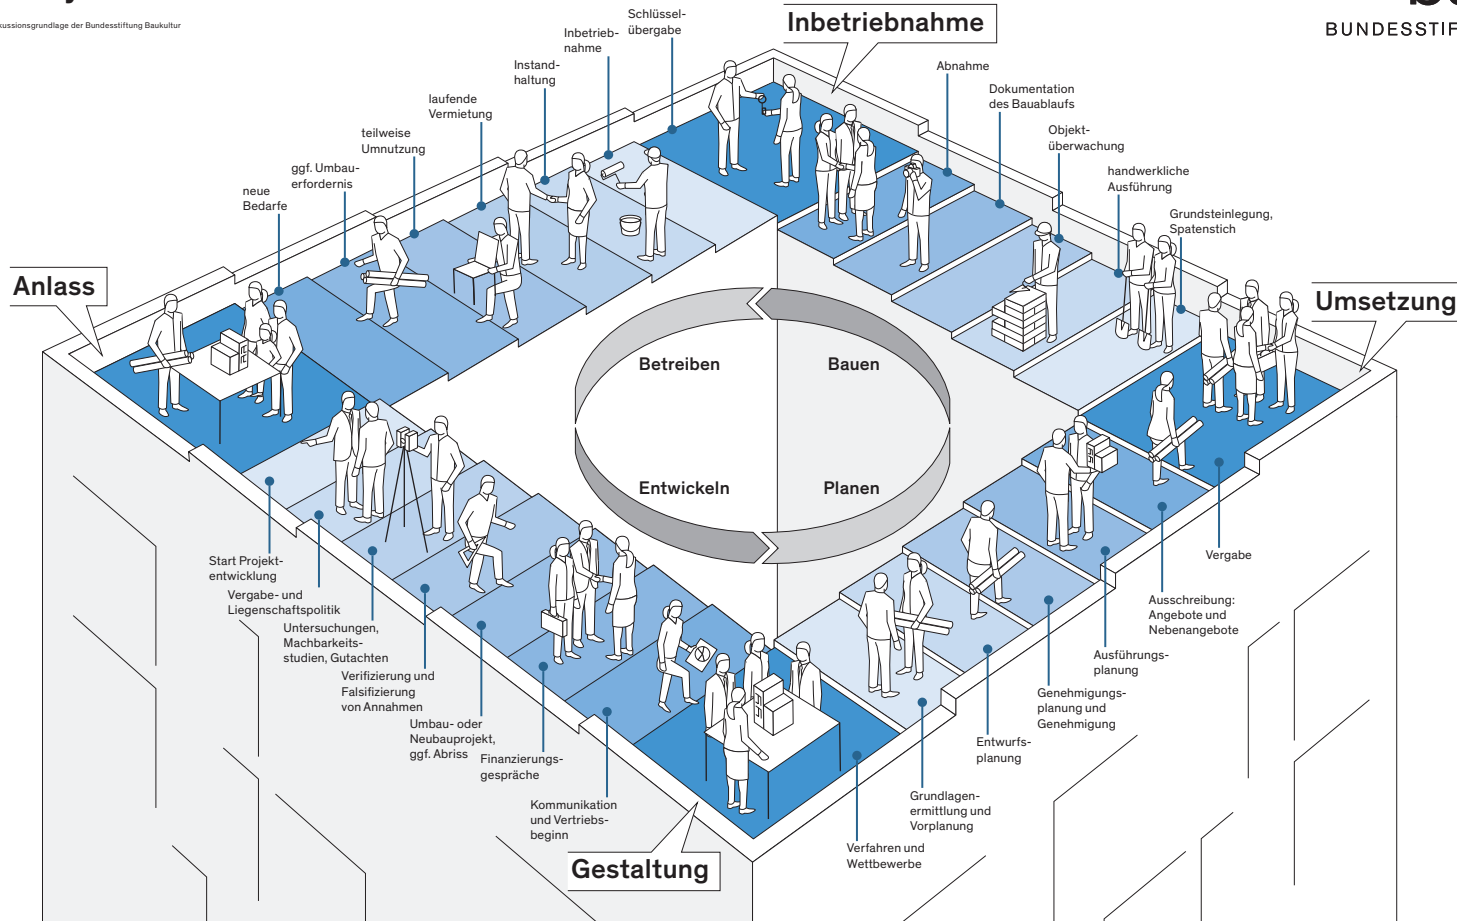 kussionsgrundlage der Bundesstiftung Baukultur
Schlüssel-
übergabe
Inbetriebnahme
Inbetrieb-
nahme
Instand-
haltung
laufende
Vermietung
teilweise
Umnutzung
ggf. Umbau-
erfordernis
neue
Bedarfe
Anlass
Abnahme
Dokumentation
des Bauablaufs
Objekt-
überwachung
handwerkliche
Ausführung
Grundsteinlegung,
Spatenstich
Umsetzung
Betreiben
Bauen
Entwickeln
Planen
Start Projekt-
entwicklung
Vergabe- und
Liegenschaftspolitik
Untersuchungen,
Machbarkeits-
studien, Gutachten
Verifizierung und
Falsifizierung
von Annahmen
Umbau- oder
Neubauprojekt,
ggf. Abriss
Finanzierungs-
gespräche
Kommunikation
und Vertriebs-
beginn
Gestaltung
Verfahren und
Wettbewerbe
Grundlagen-
ermittlung und
Vorplanung
Entwurfs-
planung
Genehmigungs-
planung und
Genehmigung
Ausführungs-
planung
Ausschreibung:
Angebote und
Nebenangebote
Vergabe
BUNDESSTIF